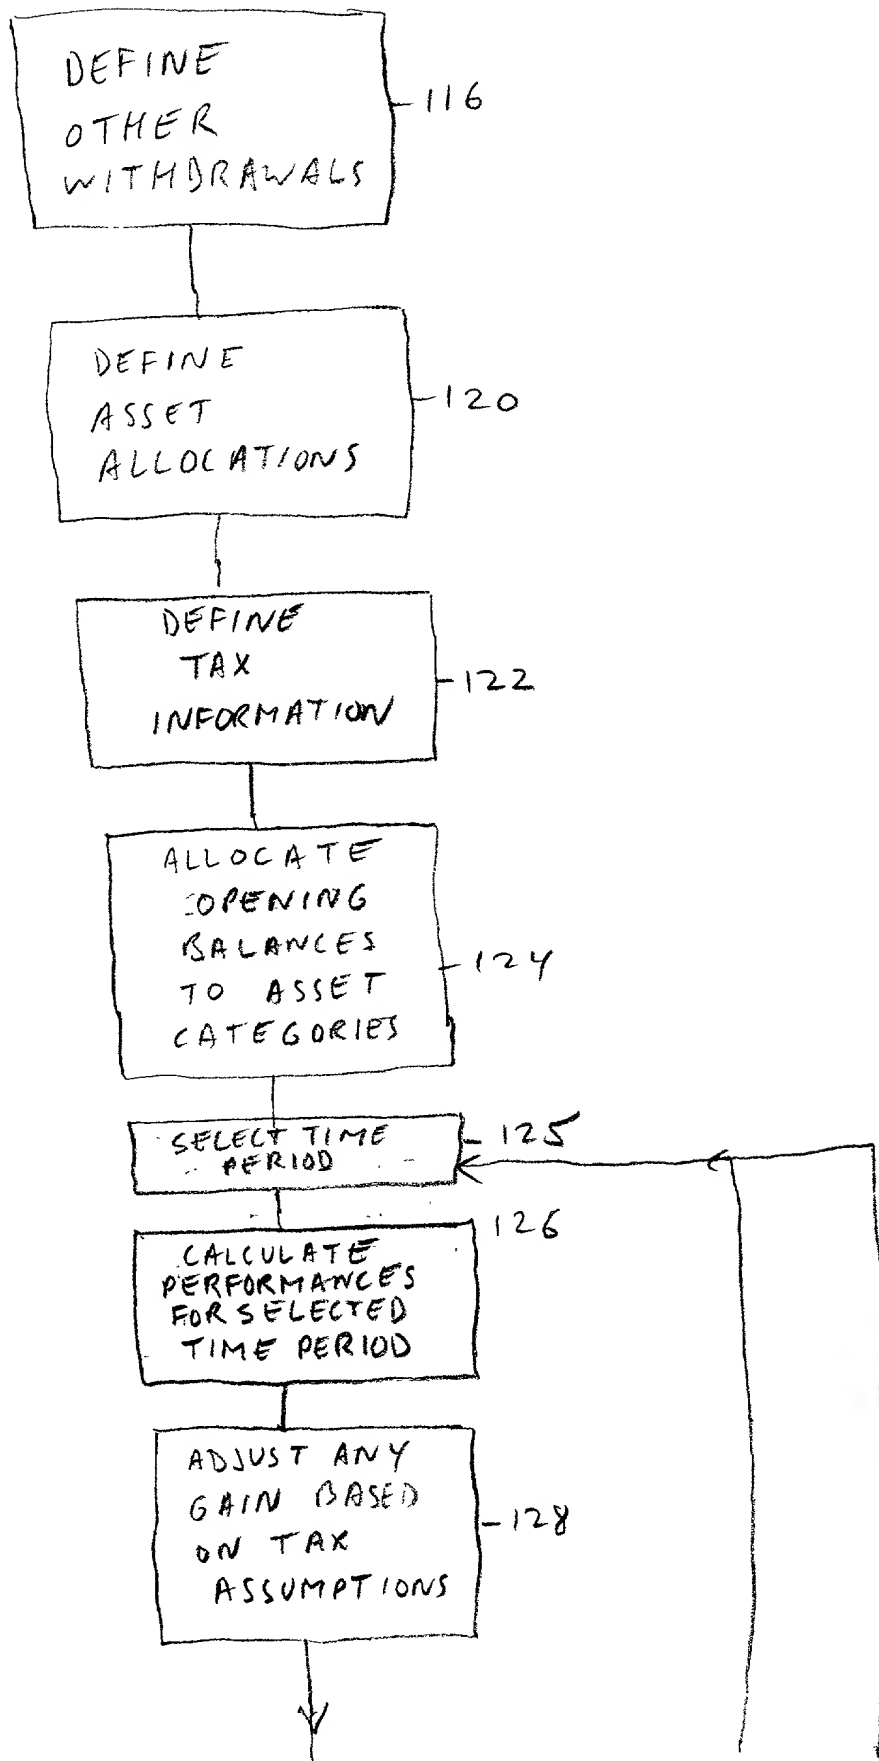 DEFINE
OTHER
WITHDRAWALS
116
DEFINE
ASSET
ALLOCATIONS
120
DEFINE
TAX
INFORMATION
122
ALLOCATE
OPENING
BALANCES
TO ASSET
CATEGORIES
124
SELECT TIME
PERIOD
125
126
CALCULATE
PERFORMANCES
FOR SELECTED
TIME PERIOD
ADJUST ANY
GAIN BASED
ON TAX
ASSUMPTIONS
128